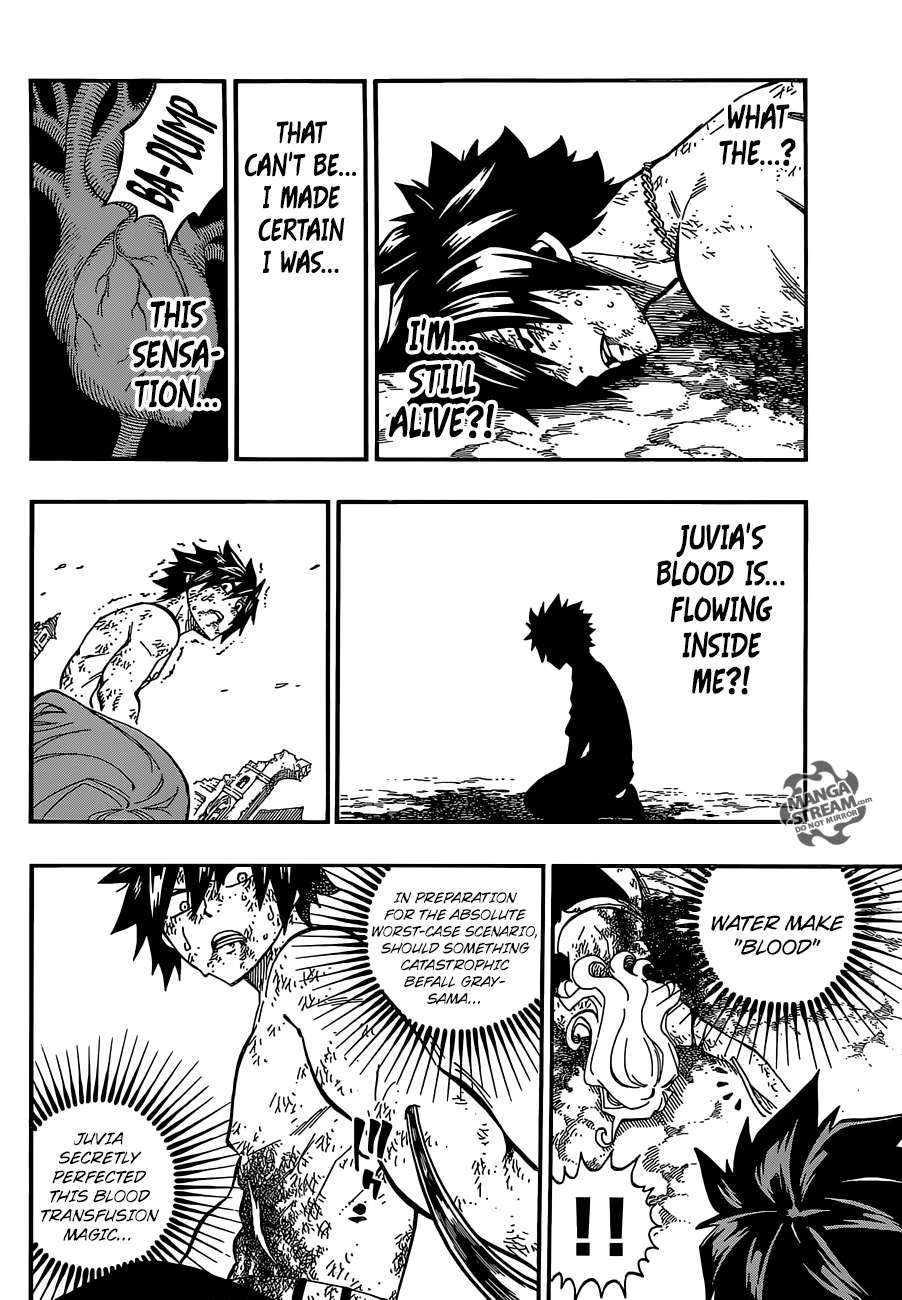 WHAT
THE...?
I'M...
STILL
ALIVE?!
THAT
CAN'T BE...
I MADE
CERTAIN
I WAS...
BA-DUMP
THIS
SENSA-
TION...
JUVIA'S
BLOOD IS...
FLOWING
INSIDE
ME?!
MANGA
STREAM.com
DO NOT MIRROR
WATER MAKE
"BLOOD"
!!
IN PREPARATION
FOR THE ABSOLUTE
WORST-CASE SCENARIO,
SHOULD SOMETHING
CATASTROPHIC
BEFALL GRAY-
SAMA...
JUVIA
SECRETLY
PERFECTED
THIS BLOOD
TRANSFUSION
MAGIC...